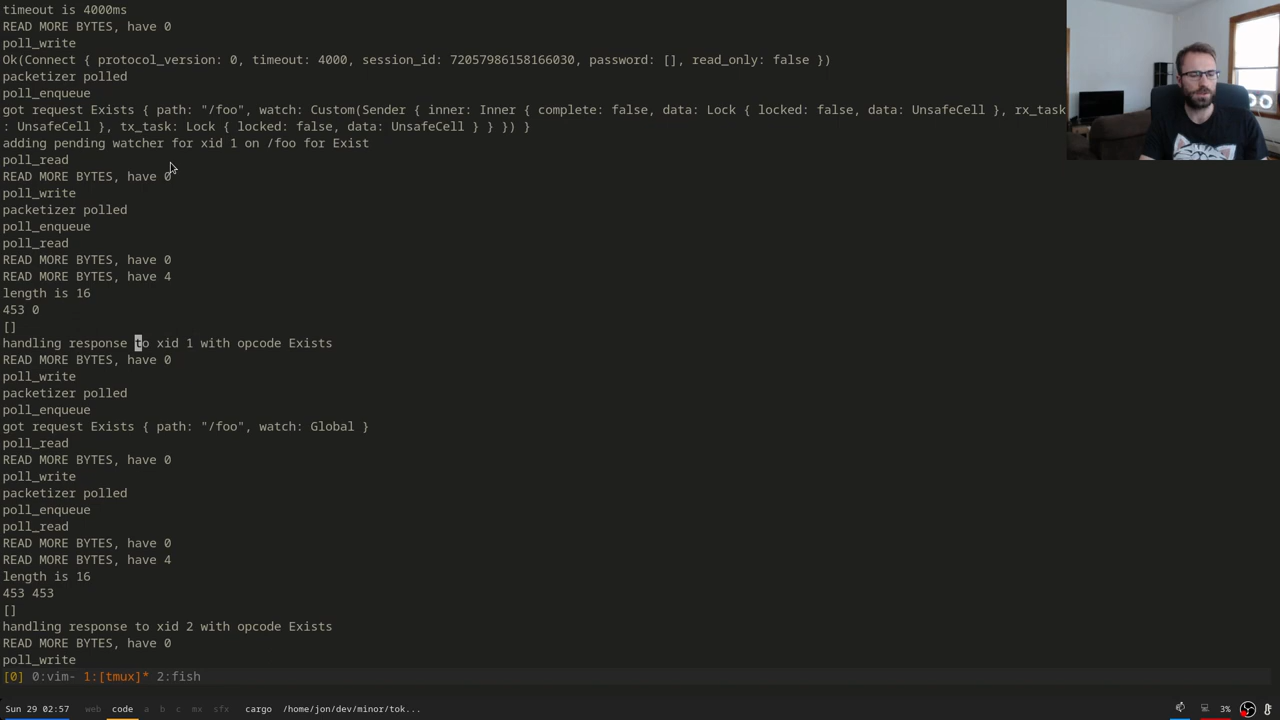 timeout is 4000ms
READ MORE BYTES, have 0
poll_write
Ok(Connect { protocol_version: 0, timeout: 4000, session_id: 72057986158166030, password: [], read_only: false })
packetizer polled
poll_enqueue
got request Exists { path: "/foo", watch: Custom(Sender { inner: Inner { complete: false, data: Lock { locked: false, data: UnsafeCell }, rx_task
: UnsafeCell }, tx_task: Lock { locked: false, data: UnsafeCell } } }) }
adding pending watcher for xid 1 on /foo for Exist
poll_read
READ MORE BYTES, have 0
poll_write
packetizer polled
poll_enqueue
poll_read
READ MORE BYTES, have 0
READ MORE BYTES, have 4
length is 16
453 0
[]
handling response to xid 1 with opcode Exists
READ MORE BYTES, have 0
poll_write
packetizer polled
poll_enqueue
got request Exists { path: "/foo", watch: Global }
poll_read
READ MORE BYTES, have 0
poll_write
packetizer polled
poll_enqueue
poll_read
READ MORE BYTES, have 0
READ MORE BYTES, have 4
length is 16
453 453
[]
handling response to xid 2 with opcode Exists
READ MORE BYTES, have 0
poll_write
[0] 0:vim- 1:[tmux]* 2:fish
Sun 29 02:57 web code a b c mx sfx cargo /home/jon/dev/minor/tok... 3%